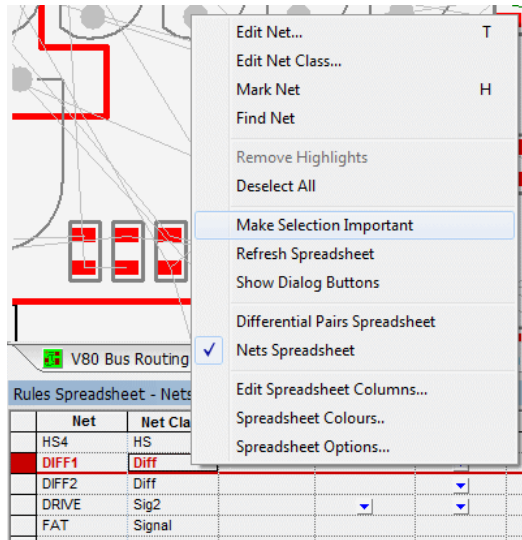 Edit Net... T
Edit Net Class...
Mark Net H
Find Net
Remove Highlights
Deselect All
Make Selection Important
Refresh Spreadsheet
Show Dialog Buttons
Differential Pairs Spreadsheet
Nets Spreadsheet
Edit Spreadsheet Columns...
Spreadsheet Colours..
Spreadsheet Options...
V80 Bus Routing
Rules Spreadsheet - Nets
Net Net Cla
HS4 HS
DIFF1 Diff
DIFF2 Diff
DRIVE Sig2
FAT Signal